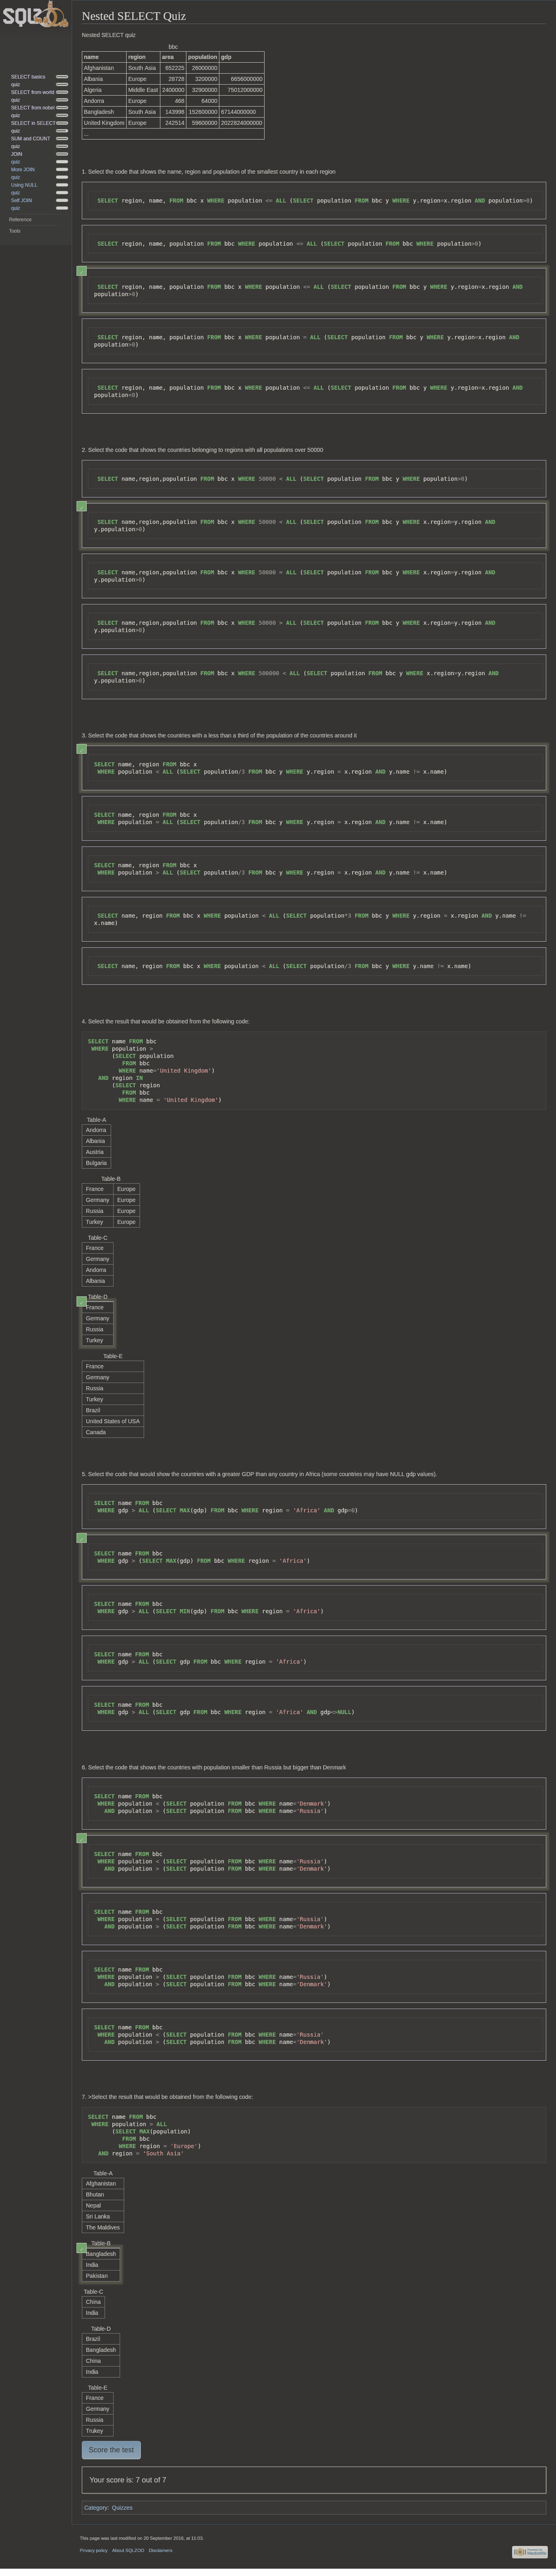 SQLZOO
SELECT basics
quiz
SELECT from world
quiz
SELECT from nobel
quiz
SELECT in SELECT
quiz
SUM and COUNT
quiz
JOIN
quiz
More JOIN
quiz
Using NULL
quiz
Self JOIN
quiz
Reference
Tools
Nested SELECT Quiz
Nested SELECT quiz
bbc
name region area population gdp
Afghanistan South Asia 652225 26000000
Albania Europe 28728 3200000 6656000000
Algeria Middle East 2400000 32900000 75012000000
Andorra Europe 468 64000
Bangladesh South Asia 143998 152600000 67144000000
United Kingdom Europe 242514 59600000 2022824000000
...
1. Select the code that shows the name, region and population of the smallest country in each region
SELECT region, name, FROM bbc x WHERE population <= ALL (SELECT population FROM bbc y WHERE y.region=x.region AND population>0)
SELECT region, name, population FROM bbc WHERE population <= ALL (SELECT population FROM bbc WHERE population>0)
SELECT region, name, population FROM bbc x WHERE population <= ALL (SELECT population FROM bbc y WHERE y.region=x.region AND
population>0)
SELECT region, name, population FROM bbc x WHERE population = ALL (SELECT population FROM bbc y WHERE y.region=x.region AND
population>0)
SELECT region, name, population FROM bbc x WHERE population <= ALL (SELECT population FROM bbc y WHERE y.region=x.region AND
population<0)
2. Select the code that shows the countries belonging to regions with all populations over 50000
SELECT name,region,population FROM bbc x WHERE 50000 < ALL (SELECT population FROM bbc y WHERE population>0)
SELECT name,region,population FROM bbc x WHERE 50000 < ALL (SELECT population FROM bbc y WHERE x.region=y.region AND
y.population>0)
SELECT name,region,population FROM bbc x WHERE 50000 = ALL (SELECT population FROM bbc y WHERE x.region=y.region AND
y.population>0)
SELECT name,region,population FROM bbc x WHERE 50000 > ALL (SELECT population FROM bbc y WHERE x.region=y.region AND
y.population>0)
SELECT name,region,population FROM bbc x WHERE 500000 < ALL (SELECT population FROM bbc y WHERE x.region=y.region AND
y.population>0)
3. Select the code that shows the countries with a less than a third of the population of the countries around it
SELECT name, region FROM bbc x
WHERE population < ALL (SELECT population/3 FROM bbc y WHERE y.region = x.region AND y.name != x.name)
SELECT name, region FROM bbc x
WHERE population = ALL (SELECT population/3 FROM bbc y WHERE y.region = x.region AND y.name != x.name)
SELECT name, region FROM bbc x
WHERE population > ALL (SELECT population/3 FROM bbc y WHERE y.region = x.region AND y.name != x.name)
SELECT name, region FROM bbc x WHERE population < ALL (SELECT population*3 FROM bbc y WHERE y.region = x.region AND y.name !=
x.name)
SELECT name, region FROM bbc x WHERE population < ALL (SELECT population/3 FROM bbc y WHERE y.name != x.name)
4. Select the result that would be obtained from the following code:
SELECT name FROM bbc
WHERE population >
(SELECT population
FROM bbc
WHERE name='United Kingdom')
AND region IN
(SELECT region
FROM bbc
WHERE name = 'United Kingdom')
Table-A
Andorra
Albania
Austria
Bulgaria
Table-B
France Europe
Germany Europe
Russia Europe
Turkey Europe
Table-C
France
Germany
Andorra
Albania
Table-D
France
Germany
Russia
Turkey
Table-E
France
Germany
Russia
Turkey
Brazil
United States of USA
Canada
5. Select the code that would show the countries with a greater GDP than any country in Africa (some countries may have NULL gdp values).
SELECT name FROM bbc
WHERE gdp > ALL (SELECT MAX(gdp) FROM bbc WHERE region = 'Africa' AND gdp=0)
SELECT name FROM bbc
WHERE gdp > (SELECT MAX(gdp) FROM bbc WHERE region = 'Africa')
SELECT name FROM bbc
WHERE gdp > ALL (SELECT MIN(gdp) FROM bbc WHERE region = 'Africa')
SELECT name FROM bbc
WHERE gdp > ALL (SELECT gdp FROM bbc WHERE region = 'Africa')
SELECT name FROM bbc
WHERE gdp > ALL (SELECT gdp FROM bbc WHERE region = 'Africa' AND gdp<>NULL)
6. Select the code that shows the countries with population smaller than Russia but bigger than Denmark
SELECT name FROM bbc
WHERE population < (SELECT population FROM bbc WHERE name='Denmark')
AND population > (SELECT population FROM bbc WHERE name='Russia')
SELECT name FROM bbc
WHERE population < (SELECT population FROM bbc WHERE name='Russia')
AND population > (SELECT population FROM bbc WHERE name='Denmark')
SELECT name FROM bbc
WHERE population = (SELECT population FROM bbc WHERE name='Russia')
AND population > (SELECT population FROM bbc WHERE name='Denmark')
SELECT name FROM bbc
WHERE population > (SELECT population FROM bbc WHERE name='Russia')
AND population > (SELECT population FROM bbc WHERE name='Denmark')
SELECT name FROM bbc
WHERE population < (SELECT population FROM bbc WHERE name='Russia'
AND population = (SELECT population FROM bbc WHERE name='Denmark')
7. >Select the result that would be obtained from the following code:
SELECT name FROM bbc
WHERE population > ALL
(SELECT MAX(population)
FROM bbc
WHERE region = 'Europe')
AND region = 'South Asia'
Table-A
Afghanistan
Bhutan
Nepal
Sri Lanka
The Maldives
Table-B
Bangladesh
India
Pakistan
Table-C
China
India
Table-D
Brazil
Bangladesh
China
India
Table-E
France
Germany
Russia
Trukey
Score the test
Your score is: 7 out of 7
Category: Quizzes
This page was last modified on 20 September 2016, at 11:03.
Privacy policy About SQLZOO Disclaimers